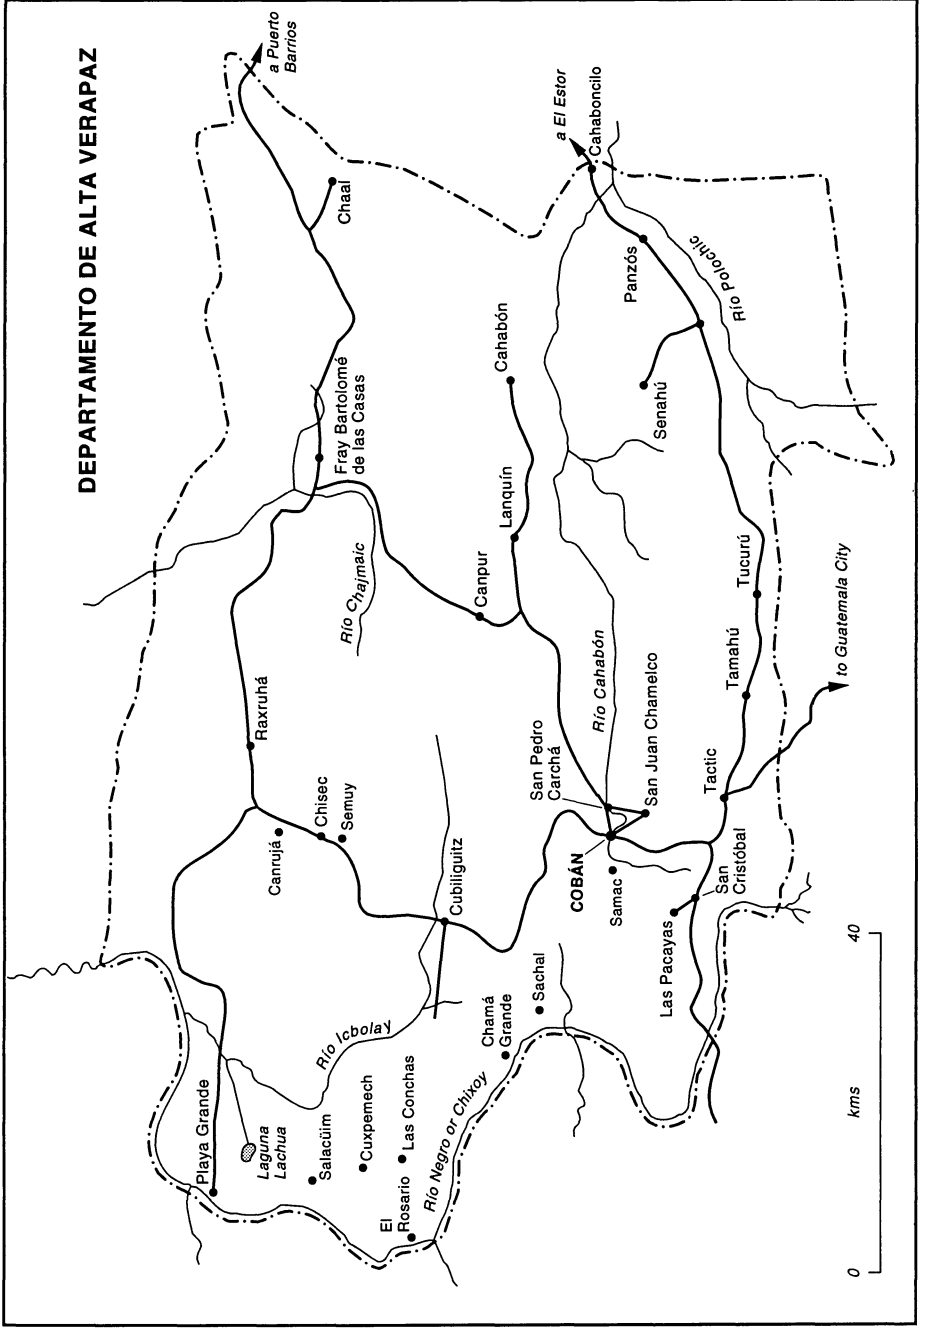 DEPARTAMENTO DE ALTA VERAPAZ
a Puerto
Barrios
Chaal
a El Estor
Cahaboncilo
Panzós
Río Polochic
Cahabón
Senahú
Fray Bartolomé
de las Casas
Lanquín
Río Chajmaic
Canpur
Tucurú
Tamahú
to Guatemala City
Raxruhá
Río Cahabón
San Pedro
Carchá
San Juan Chamelco
Tactic
Chisec
Semuy
Canrujá
Cubiliguitz
COBÁN
Samac
San
Cristóbal
Las Pacayas
Sachal
Chamá
Grande
Río Icbolay
Playa Grande
Laguna
Lachua
Salacüim
Cuxpemech
Las Conchas
El
Rosario
Río Negro or Chixoy
0
kms
40